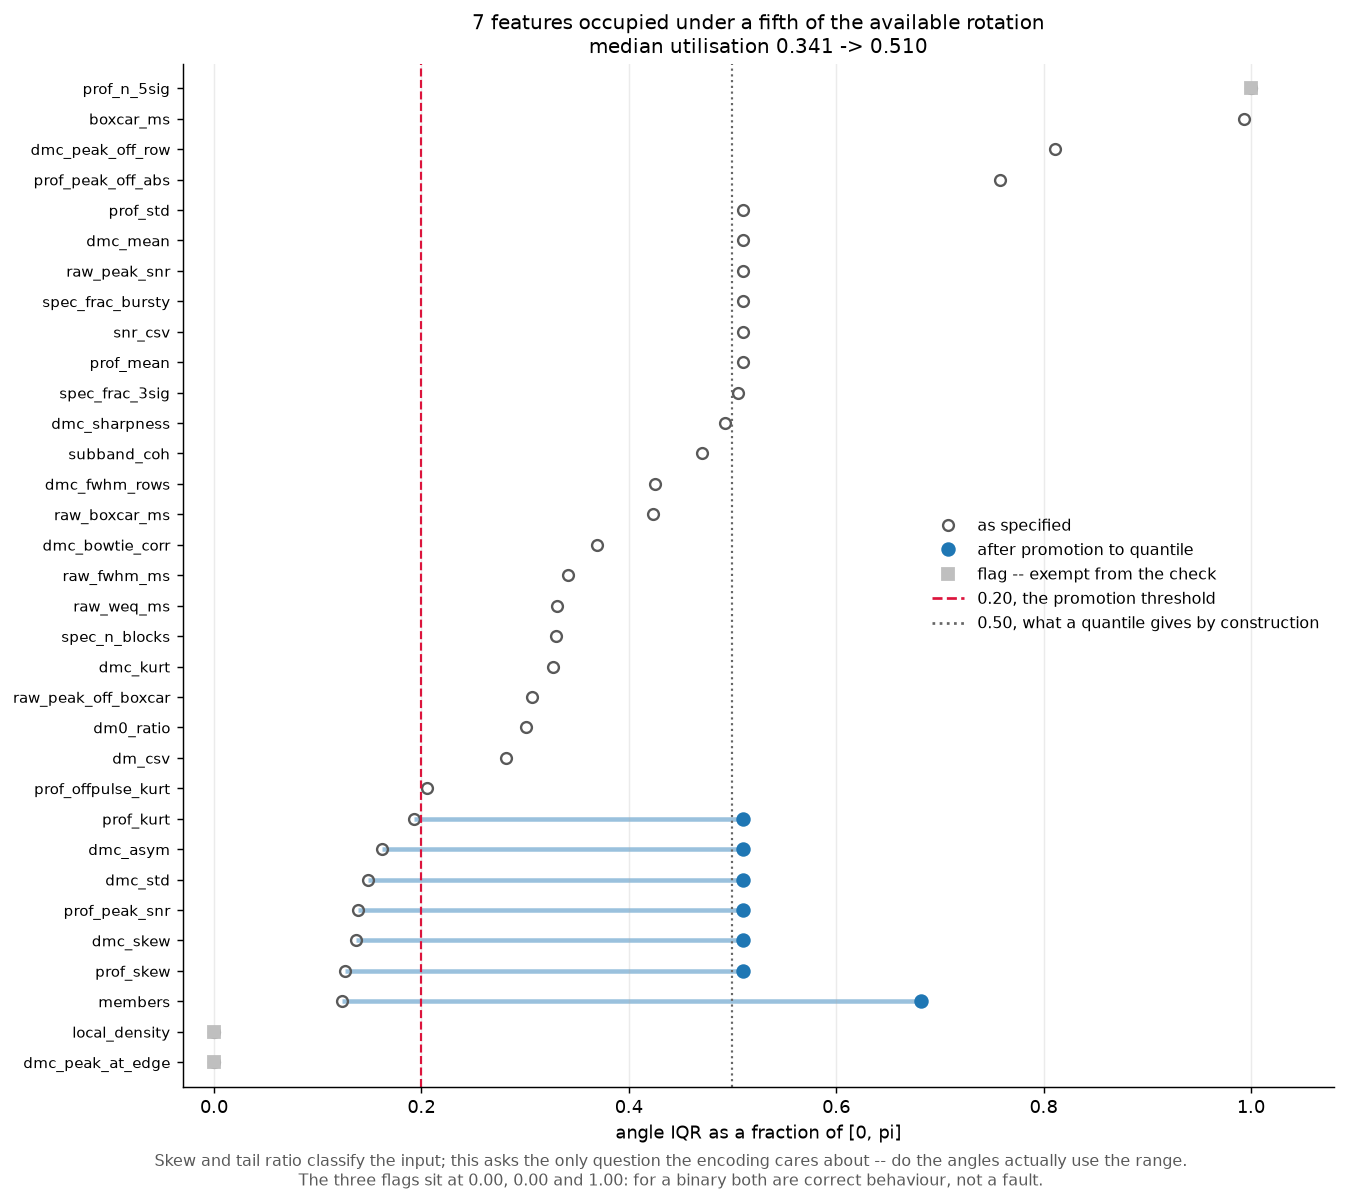 7 features occupied under a fifth of the available rotation
median utilisation 0.341 -> 0.510
prof_n_5sig
boxcar_ms
dmc_peak_off_row
prof_peak_off_abs
prof_std
dmc_mean
raw_peak_snr
spec_frac_bursty
snr_csv
prof_mean
spec_frac_3sig
dmc_sharpness
subband_coh
dmc_fwhm_rows
raw_boxcar_ms
dmc_bowtie_corr
raw_fwhm_ms
raw_weq_ms
spec_n_blocks
dmc_kurt
raw_peak_off_boxcar
dm0_ratio
dm_csv
prof_offpulse_kurt
prof_kurt
dmc_asym
dmc_std
prof_peak_snr
dmc_skew
prof_skew
members
local_density
dmc_peak_at_edge
as specified
after promotion to quantile
flag -- exempt from the check
0.20, the promotion threshold
0.50, what a quantile gives by construction
0.0 0.2 0.4 0.6 0.8 1.0
angle IQR as a fraction of [0, pi]
Skew and tail ratio classify the input; this asks the only question the encoding cares about -- do the angles actually use the range.
The three flags sit at 0.00, 0.00 and 1.00: for a binary both are correct behaviour, not a fault.